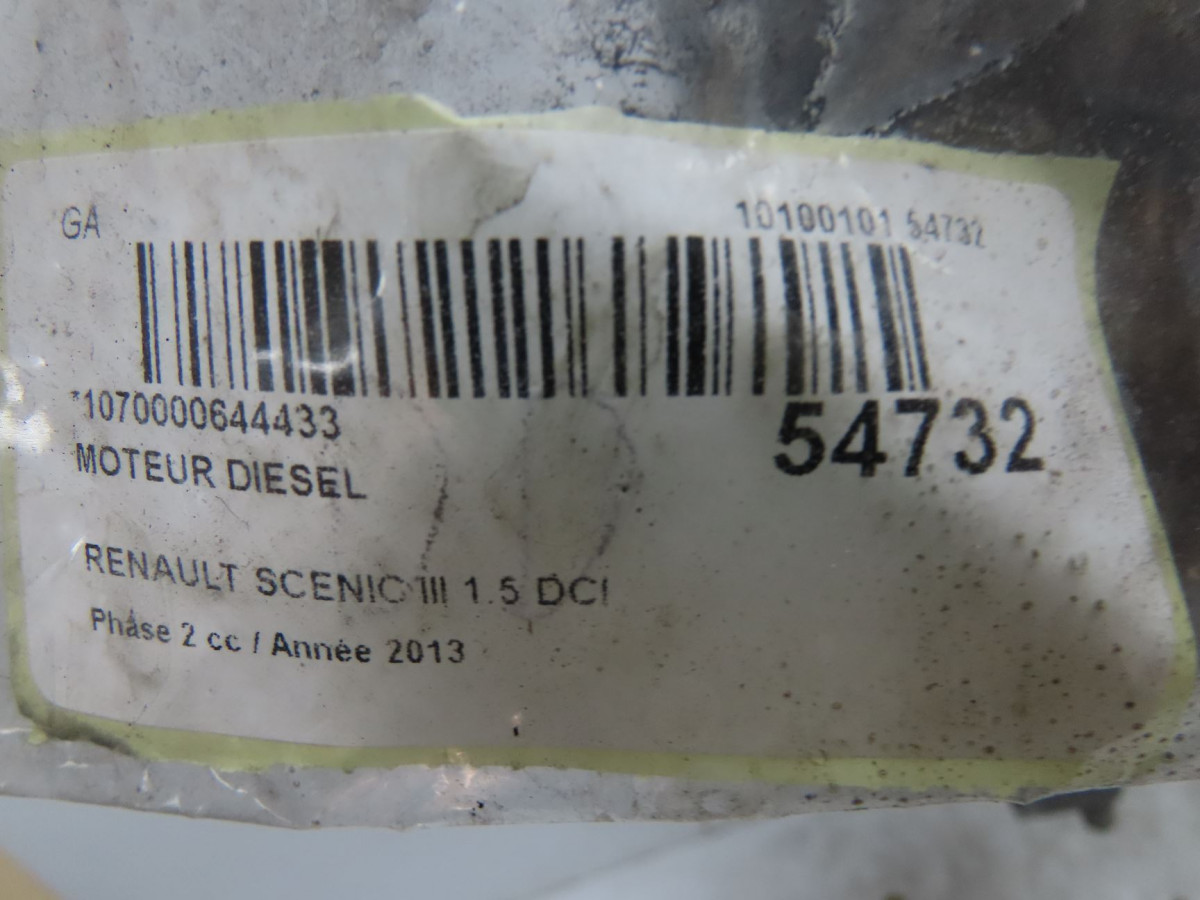 GA
10100101 54732
*1070000644433
54732
MOTEUR DIESEL
RENAULT SCENIC III 1.5 DCI
Phase 2 cc / Année 2013